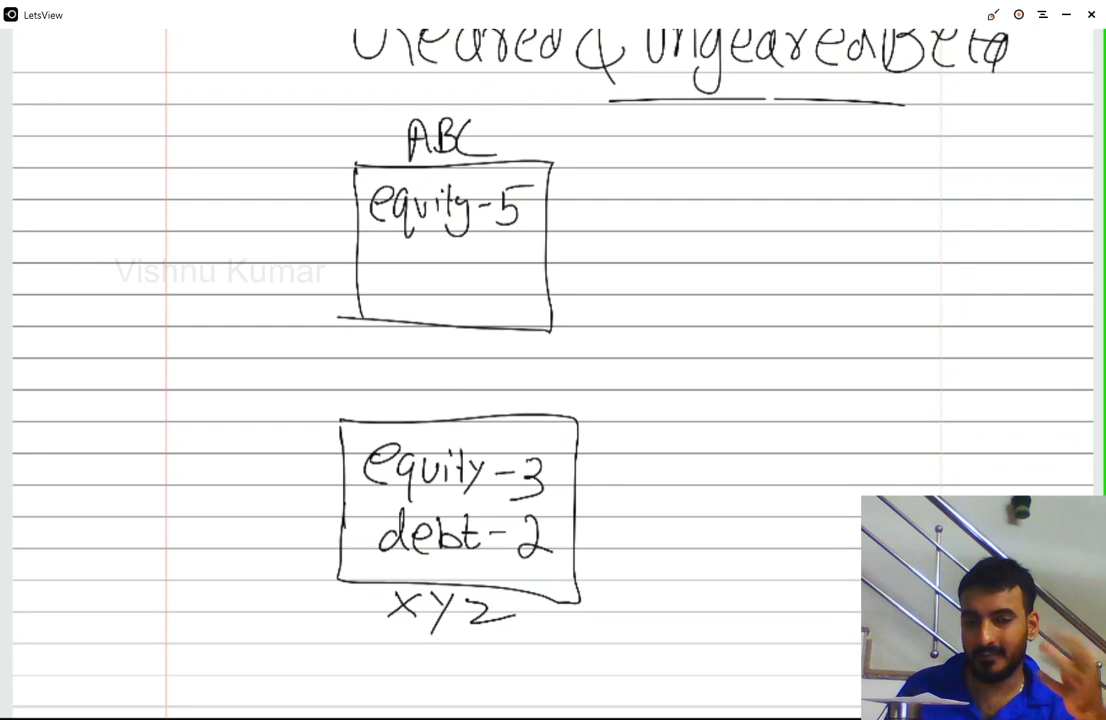 LetsView
Geared & Ungeared Beta
ABC
equity-5
Vishnu Kumar
equity-3
debt-2
XYZ